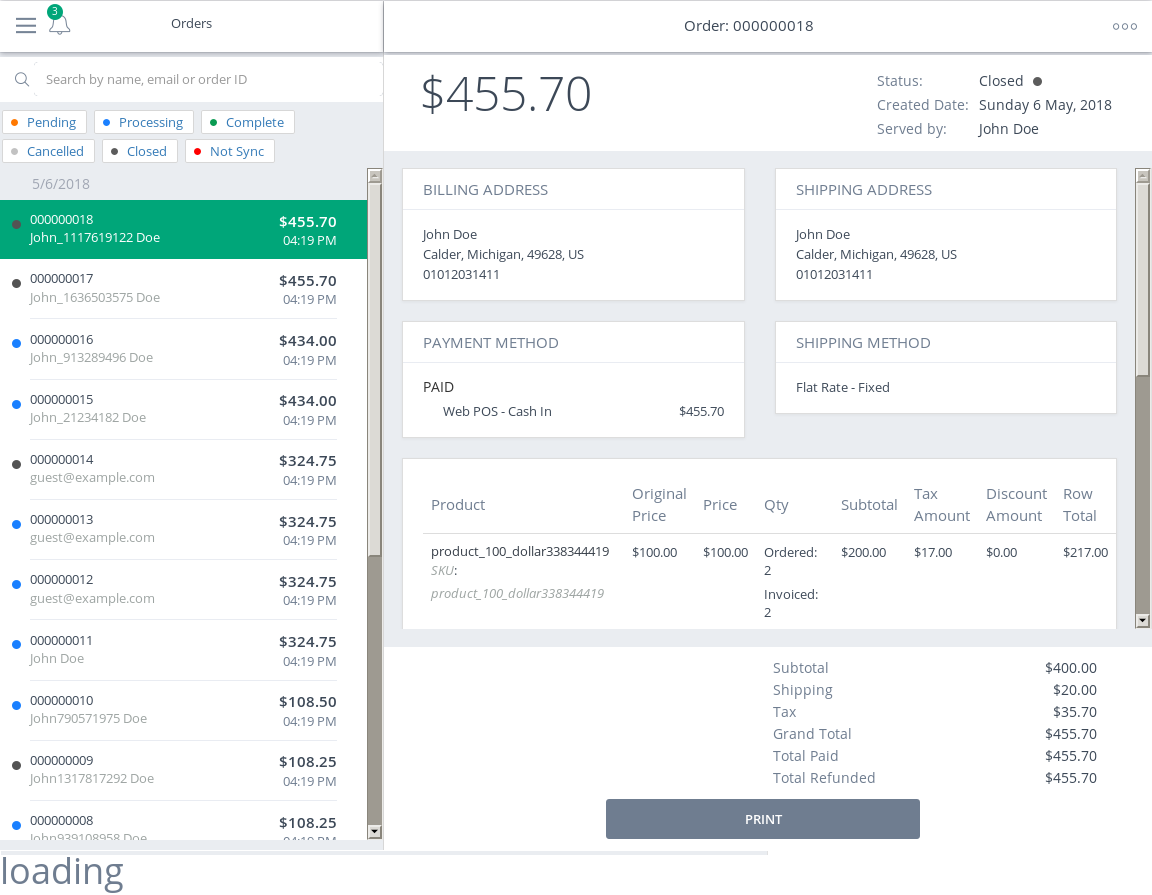 3
Orders
Order: 000000018
Search by name, email or order ID
Pending
Processing
Complete
Cancelled
Closed
Not Sync
5/6/2018
000000018
$455.70
John_1117619122 Doe
04:19 PM
000000017
$455.70
John_1636503575 Doe
04:19 PM
000000016
$434.00
John_913289496 Doe
04:19 PM
000000015
$434.00
John_21234182 Doe
04:19 PM
000000014
$324.75
guest@example.com
04:19 PM
000000013
$324.75
guest@example.com
04:19 PM
000000012
$324.75
guest@example.com
04:19 PM
000000011
$324.75
John Doe
04:19 PM
000000010
$108.50
John790571975 Doe
04:19 PM
000000009
$108.25
John1317817292 Doe
04:19 PM
000000008
$108.25
John939108958 Doe
04:19 PM
$455.70
Status: Closed
Created Date: Sunday 6 May, 2018
Served by: John Doe
BILLING ADDRESS
John Doe
Calder, Michigan, 49628, US
01012031411
SHIPPING ADDRESS
John Doe
Calder, Michigan, 49628, US
01012031411
PAYMENT METHOD
PAID
Web POS - Cash In $455.70
SHIPPING METHOD
Flat Rate - Fixed
Product
Original
Price
Price
Qty
Subtotal
Tax
Amount
Discount
Amount
Row
Total
product_100_dollar338344419
SKU:
product_100_dollar338344419
$100.00
$100.00
Ordered:
2
Invoiced:
2
$200.00
$17.00
$0.00
$217.00
Subtotal $400.00
Shipping $20.00
Tax $35.70
Grand Total $455.70
Total Paid $455.70
Total Refunded $455.70
PRINT
loading